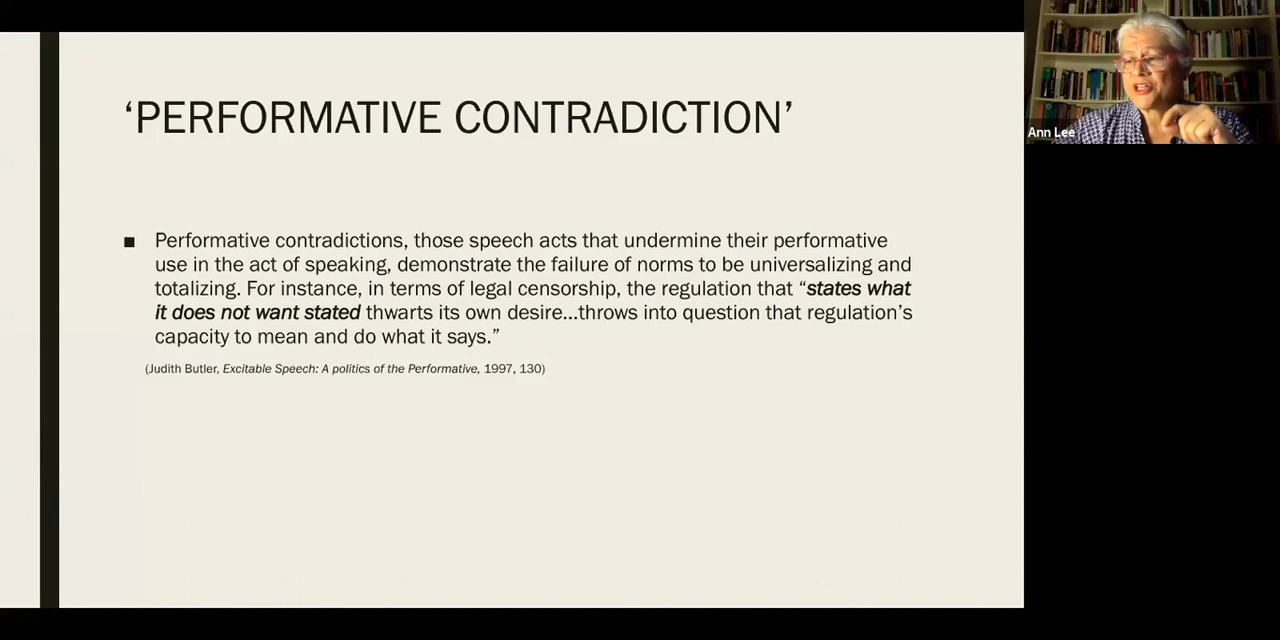 ‘PERFORMATIVE CONTRADICTION’
■ Performative contradictions, those speech acts that undermine their performative
use in the act of speaking, demonstrate the failure of norms to be universalizing and
totalizing. For instance, in terms of legal censorship, the regulation that “states what
it does not want stated thwarts its own desire...throws into question that regulation’s
capacity to mean and do what it says.”
(Judith Butler, Excitable Speech: A politics of the Performative, 1997, 130)
Ann Lee